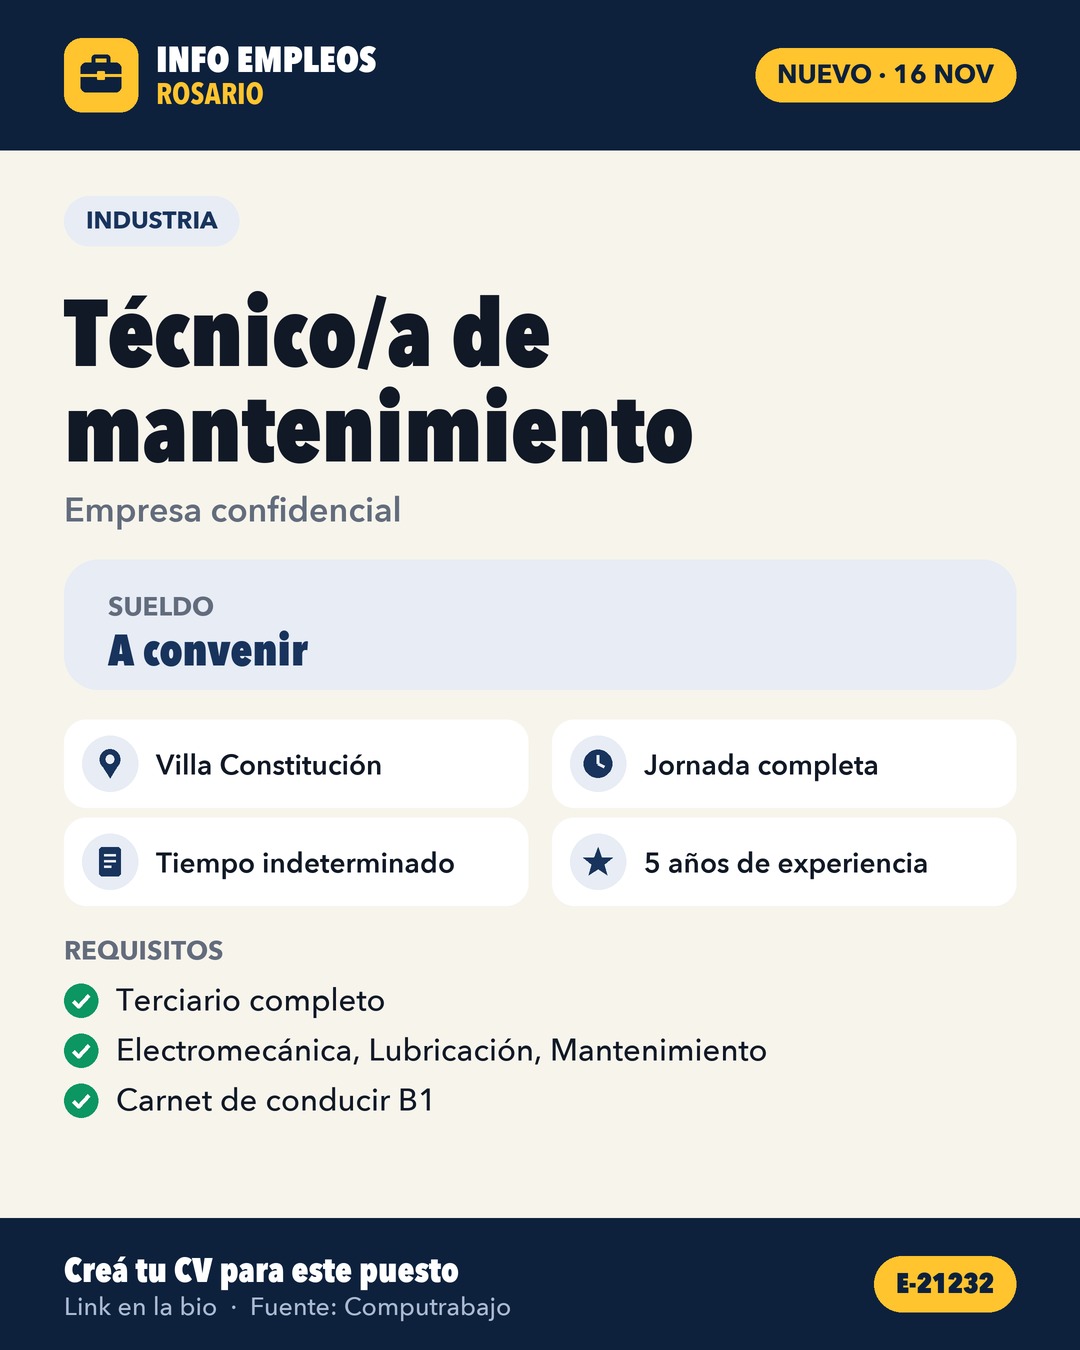 INFO EMPLEOS
ROSARIO
NUEVO · 16 NOV
INDUSTRIA
Técnico/a de
mantenimiento
Empresa confidencial
SUELDO
A convenir
Villa Constitución
Jornada completa
Tiempo indeterminado
5 años de experiencia
REQUISITOS
Terciario completo
Electromecánica, Lubricación, Mantenimiento
Carnet de conducir B1
Creá tu CV para este puesto
Link en la bio · Fuente: Computrabajo
E-21232